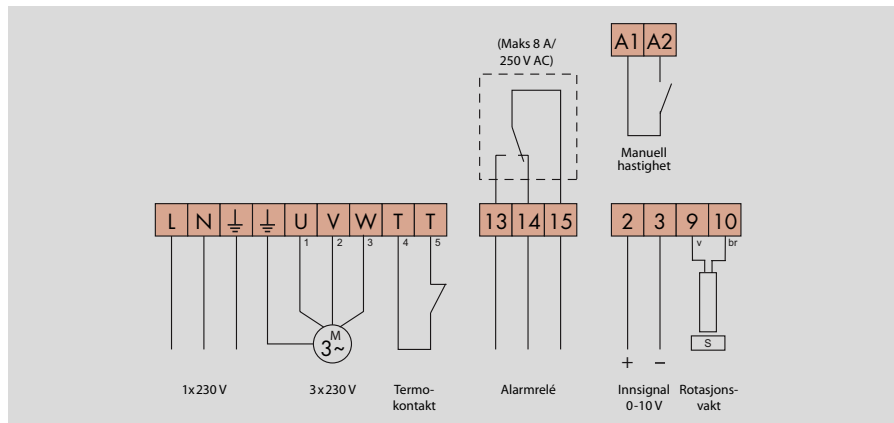 (Maks 8 A/
250 V AC)
A1 A2
Manuell
hastighet
L N U V W T T
1 2 3 4 5
13 14 15
2 3 9 10
v br
M
3~
S
+ −
1x230 V
3x230 V
Termo-
kontakt
Alarmrelé
Innsignal
0-10 V
Rotasjons-
vakt